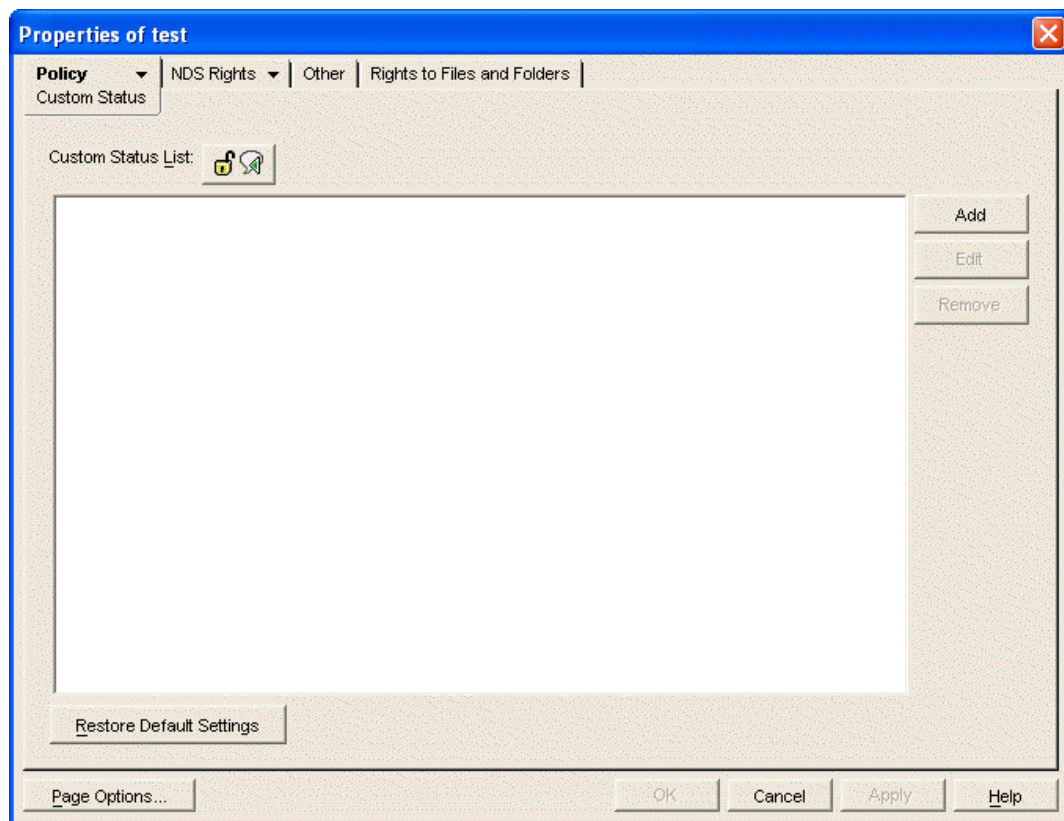 Properties of test
Policy NDS Rights Other Rights to Files and Folders
Custom Status
Custom Status List:
Add
Edit
Remove
Restore Default Settings
Page Options... OK Cancel Apply Help